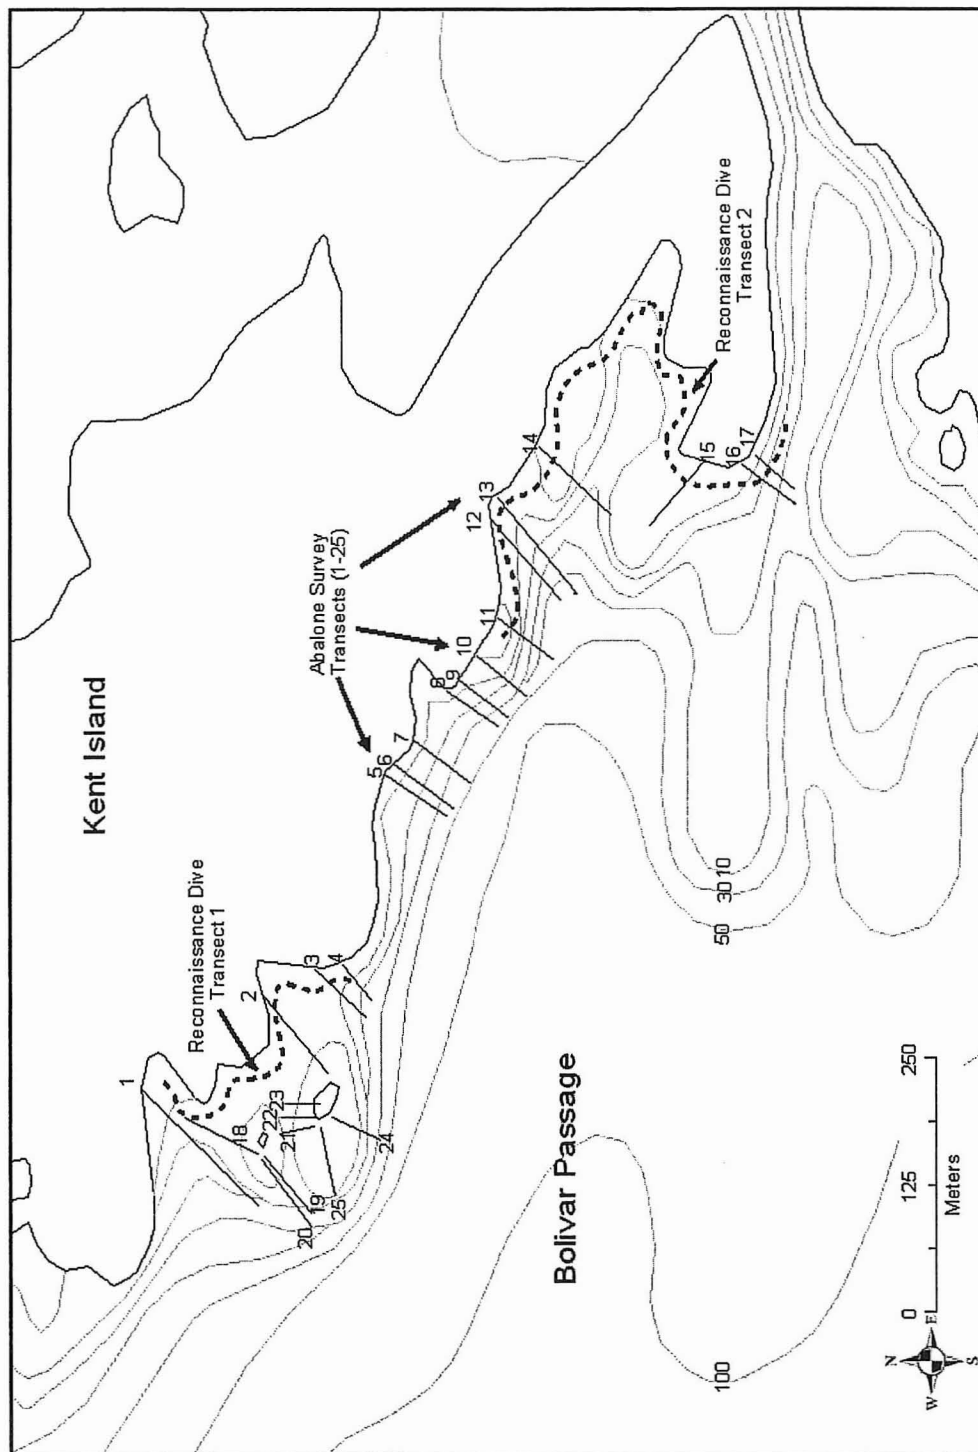 Kent Island
Bolivar Passage
Abalone Survey
Transects (1-25)
Reconnaissance Dive
Transect 1
Reconnaissance Dive
Transect 2
1
2
3
4
5
6
7
8
9
10
11
12
13
14
15
16
17
18
19
20
21
22
23
24
25
10
30
50
100
0
125
250
Meters
N
E
S
W